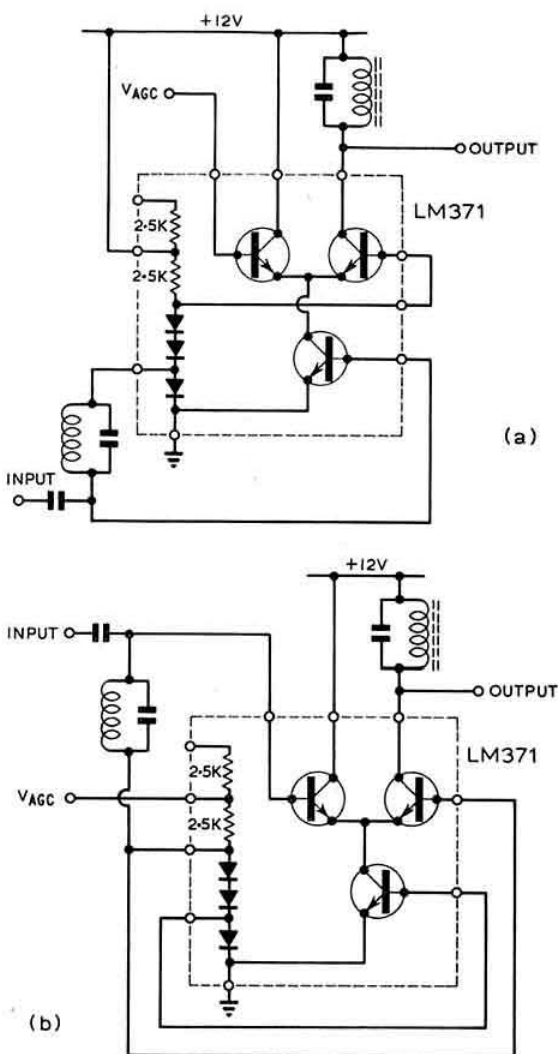 +12V
VAGC
OUTPUT
LM371
2·5K
2·5K
(a)
INPUT
+12V
INPUT
OUTPUT
LM371
2·5K
VAGC
2·5K
(b)